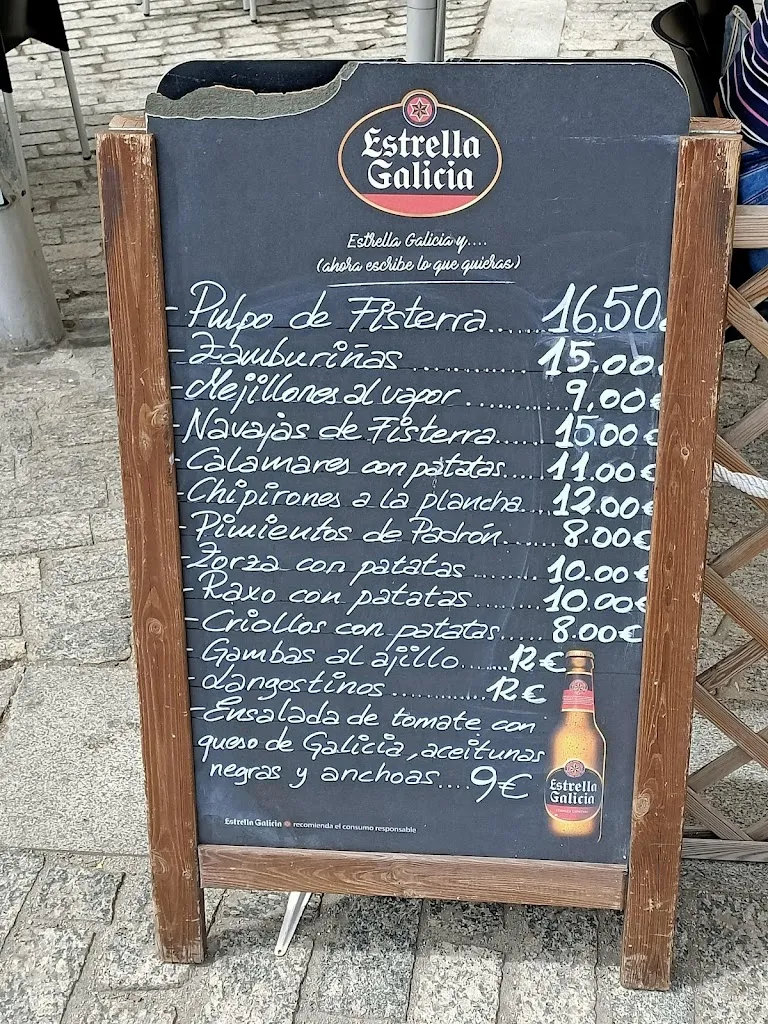 Estrella
Galicia
Estrella Galicia y....
(ahora escribe lo que quieras)
- Pulpo de Fisterra...... 16.50€
- Zamburiñas ............ 15.00€
- Mejillones al vapor ............ 9.00€
- Navajas de Fisterra...... 15.00€
- Calamares con patatas.... 11.00€
- Chipirones a la plancha... 12.00€
- Pimientos de Padrón....... 8.00€
- Zorza con patatas ........ 10.00€
- Raxo con patatas ........ 10.00€
- Criollos con patatas....... 8.00€
- Gambas al ajillo...... 12€
- Langostinos ............ 12€
- Ensalada de tomate con
queso de Galicia, aceitunas
negras y anchoas.... 9€
Estrella
Galicia
Estrella Galicia recomienda el consumo responsable